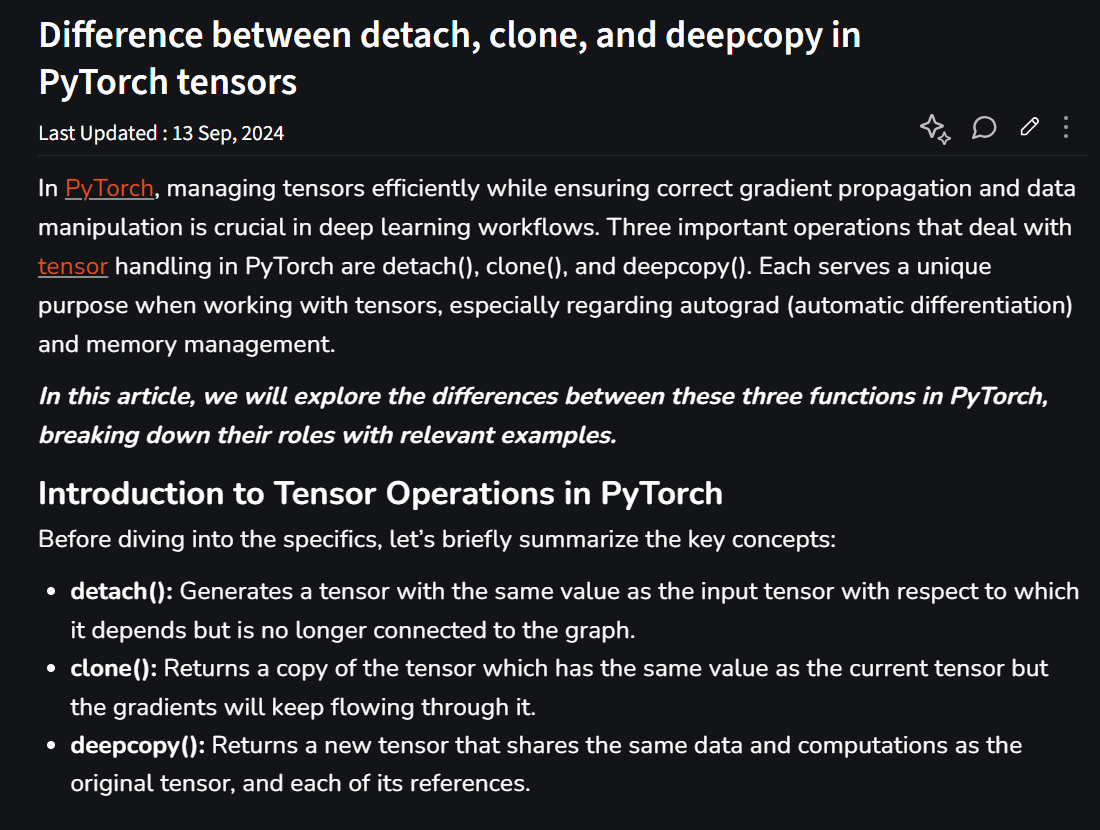 Difference between detach, clone, and deepcopy in
PyTorch tensors
Last Updated : 13 Sep, 2024
In PyTorch, managing tensors efficiently while ensuring correct gradient propagation and data
manipulation is crucial in deep learning workflows. Three important operations that deal with
tensor handling in PyTorch are detach(), clone(), and deepcopy(). Each serves a unique
purpose when working with tensors, especially regarding autograd (automatic differentiation)
and memory management.
In this article, we will explore the differences between these three functions in PyTorch,
breaking down their roles with relevant examples.
Introduction to Tensor Operations in PyTorch
Before diving into the specifics, let’s briefly summarize the key concepts:
• detach(): Generates a tensor with the same value as the input tensor with respect to which
it depends but is no longer connected to the graph.
• clone(): Returns a copy of the tensor which has the same value as the current tensor but
the gradients will keep flowing through it.
• deepcopy(): Returns a new tensor that shares the same data and computations as the
original tensor, and each of its references.